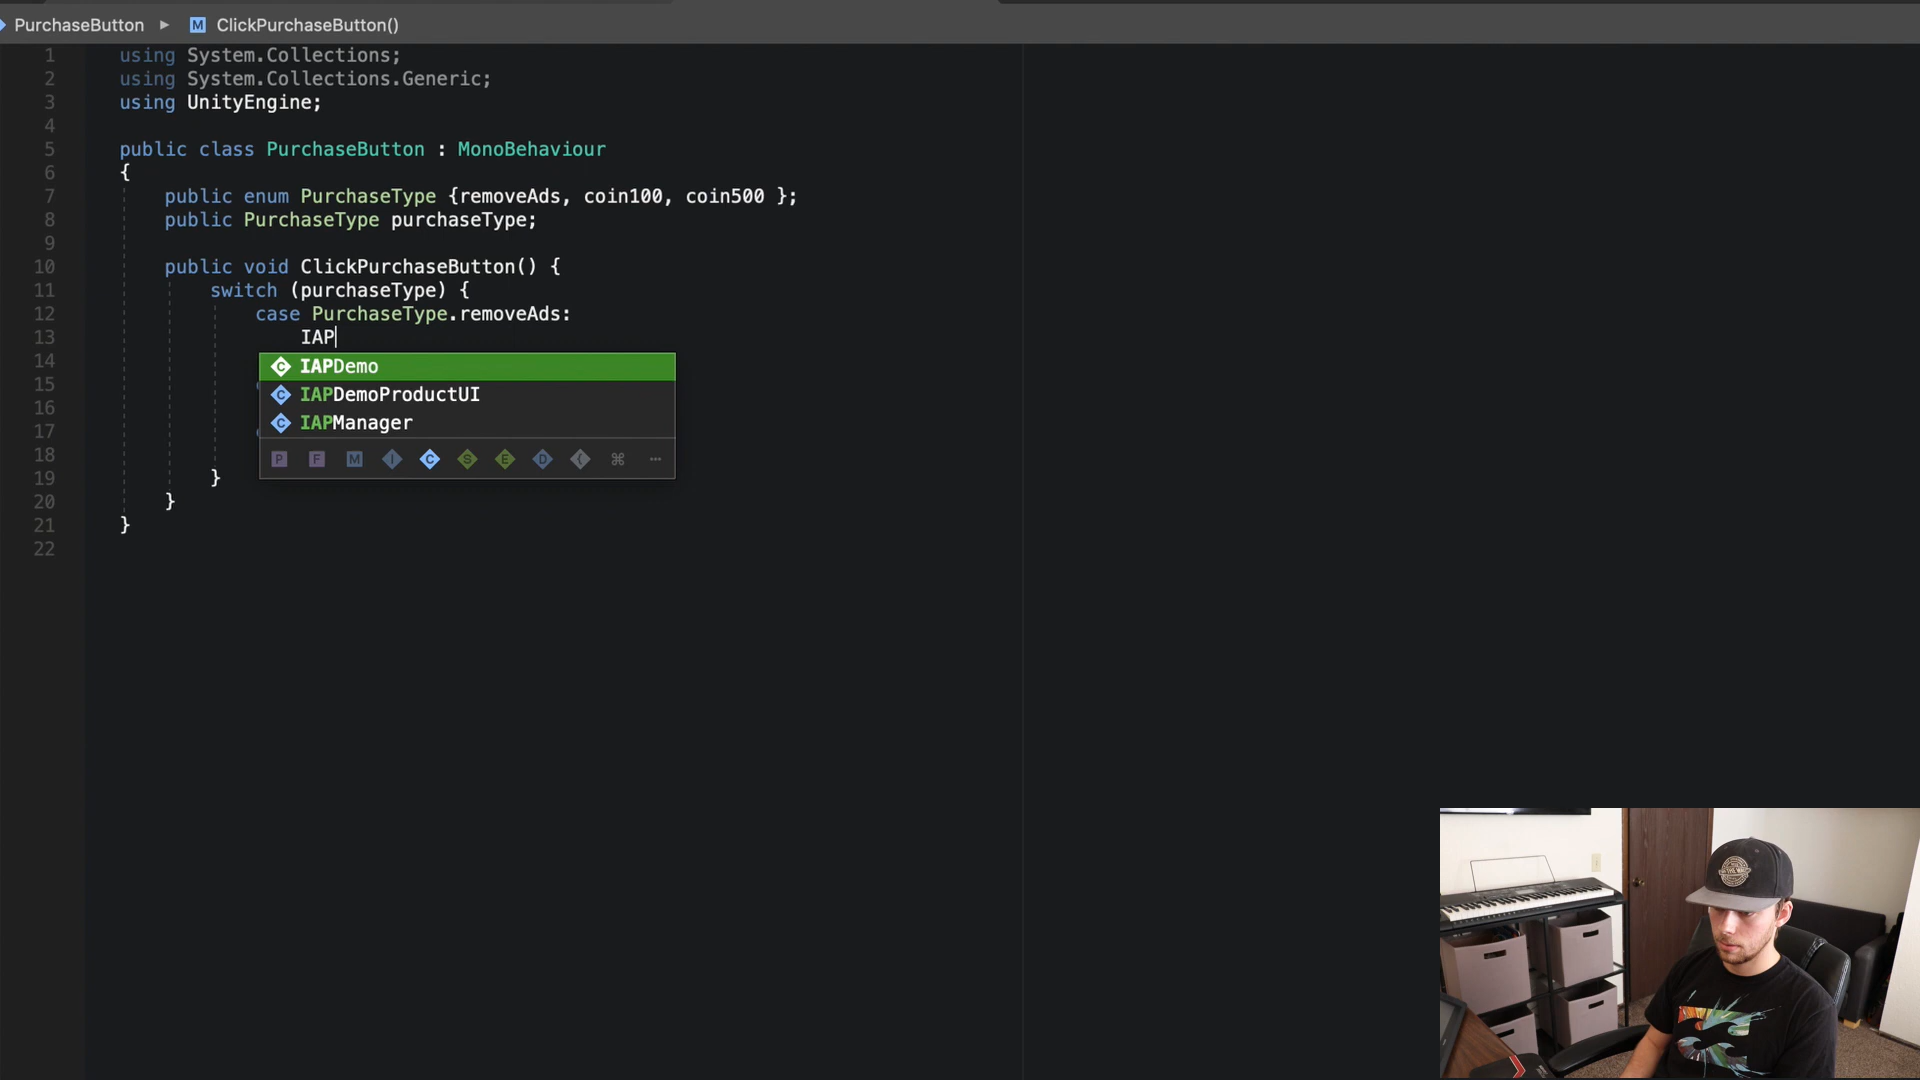 PurchaseButton ▶ M ClickPurchaseButton()
1 using System.Collections;
2 using System.Collections.Generic;
3 using UnityEngine;
4
5 public class PurchaseButton : MonoBehaviour
6 {
7 public enum PurchaseType {removeAds, coin100, coin500 };
8 public PurchaseType purchaseType;
9
10 public void ClickPurchaseButton() {
11 switch (purchaseType) {
12 case PurchaseType.removeAds:
13 IAP
14
C IAPDemo
15
C IAPDemoProductUI
16
C IAPManager
17
18
P F M I C S E D { ⌘ …
19 }
20 }
21 }
22